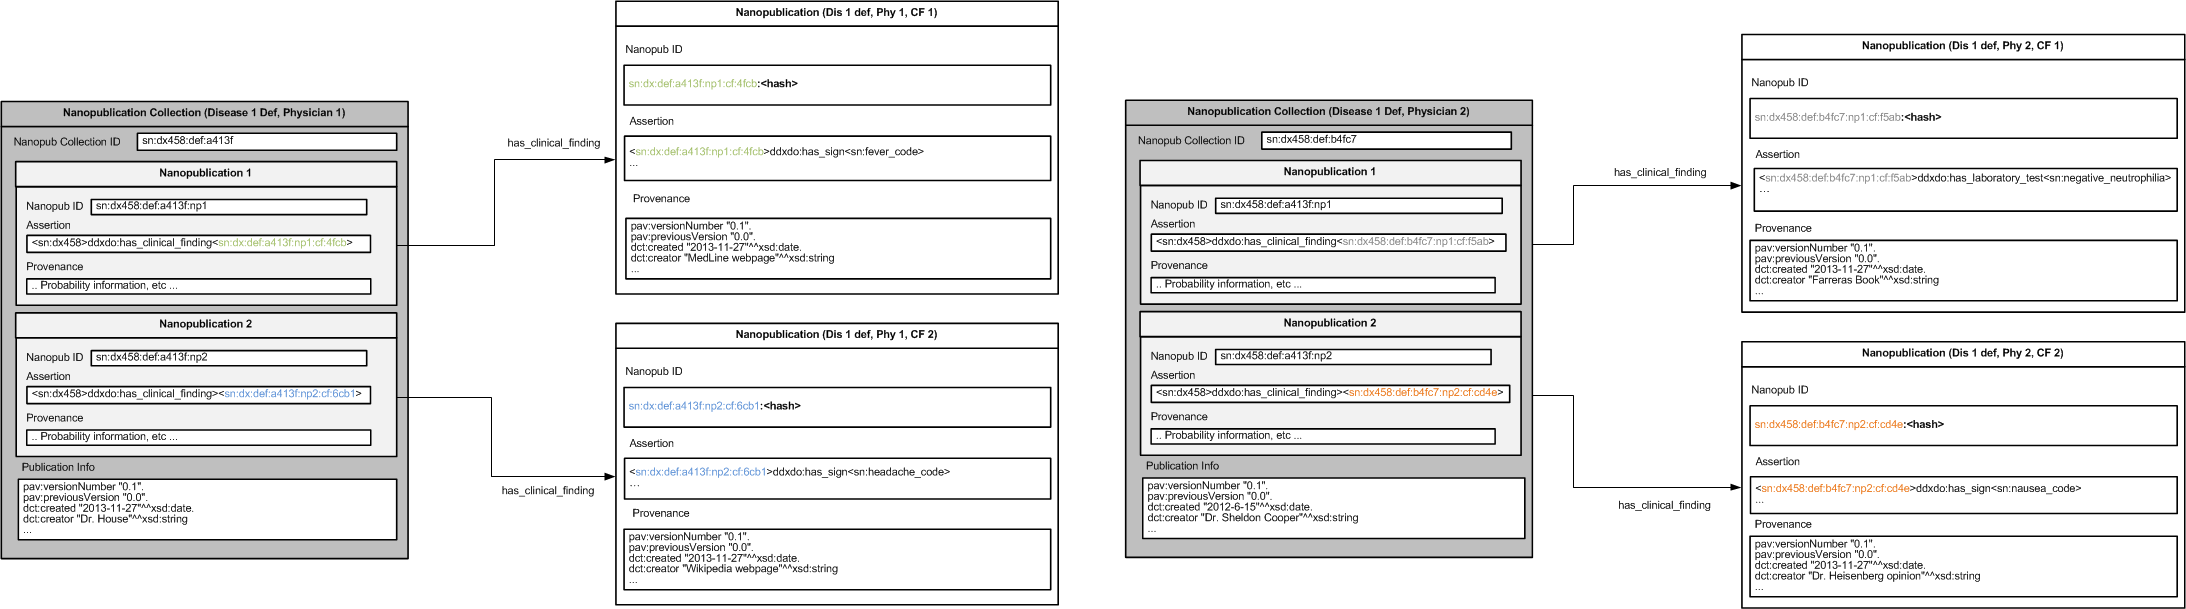 Nanopublication Collection (Disease 1 Def, Physician 1)
Nanopub Collection ID
sn:dx458:def:a413f
Nanopublication 1
Nanopub ID
sn:dx458:def:a413f:np1
Assertion
<sn:dx458>ddxdo:has_clinical_finding<sn:dx:def:a413f:np1:cf:4fcb>
Provenance
.. Probability information, etc ...
Nanopublication 2
Nanopub ID
sn:dx458:def:a413f:np2
Assertion
<sn:dx458>ddxdo:has_clinical_finding><sn:dx:def:a413f:np2:cf:6cb1>
Provenance
.. Probability information, etc ...
Publication Info
pav:versionNumber "0.1".
pav:previousVersion "0.0".
dct:created "2013-11-27"^^xsd:date.
dct:creator "Dr. House"^^xsd:string
...
has_clinical_finding
has_clinical_finding
Nanopublication (Dis 1 def, Phy 1, CF 1)
Nanopub ID
sn:dx:def:a413f:np1:cf:4fcb:<hash>
Assertion
<sn:dx:def:a413f:np1:cf:4fcb>ddxdo:has_sign<sn:fever_code>
...
Provenance
pav:versionNumber "0.1".
pav:previousVersion "0.0".
dct:created "2013-11-27"^^xsd:date.
dct:creator "MedLine webpage"^^xsd:string
...
Nanopublication (Dis 1 def, Phy 1, CF 2)
Nanopub ID
sn:dx:def:a413f:np2:cf:6cb1:<hash>
Assertion
<sn:dx:def:a413f:np2:cf:6cb1>ddxdo:has_sign<sn:headache_code>
...
Provenance
pav:versionNumber "0.1".
pav:previousVersion "0.0".
dct:created "2013-11-27"^^xsd:date.
dct:creator "Wikipedia webpage"^^xsd:string
...
Nanopublication Collection (Disease 1 Def, Physician 2)
Nanopub Collection ID
sn:dx458:def:b4fc7
Nanopublication 1
Nanopub ID
sn:dx458:def:a413f:np1
Assertion
<sn:dx458>ddxdo:has_clinical_finding<sn:dx458:def:b4fc7:np1:cf:f5ab>
Provenance
.. Probability information, etc ...
Nanopublication 2
Nanopub ID
sn:dx458:def:a413f:np2
Assertion
<sn:dx458>ddxdo:has_clinical_finding><sn:dx458:def:b4fc7:np2:cf:cd4e>
Provenance
.. Probability information, etc ...
Publication Info
pav:versionNumber "0.1".
pav:previousVersion "0.0".
dct:created "2012-6-15"^^xsd:date.
dct:creator "Dr. Sheldon Cooper"^^xsd:string
...
has_clinical_finding
has_clinical_finding
Nanopublication (Dis 1 def, Phy 2, CF 1)
Nanopub ID
sn:dx458:def:b4fc7:np1:cf:f5ab:<hash>
Assertion
<sn:dx458:def:b4fc7:np1:cf:f5ab>ddxdo:has_laboratory_test<sn:negative_neutrophilia>
...
Provenance
pav:versionNumber "0.1".
pav:previousVersion "0.0".
dct:created "2013-11-27"^^xsd:date.
dct:creator "Farreras Book"^^xsd:string
...
Nanopublication (Dis 1 def, Phy 2, CF 2)
Nanopub ID
sn:dx458:def:b4fc7:np2:cf:cd4e:<hash>
Assertion
<sn:dx458:def:b4fc7:np2:cf:cd4e>ddxdo:has_sign<sn:nausea_code>
...
Provenance
pav:versionNumber "0.1".
pav:previousVersion "0.0".
dct:created "2013-11-27"^^xsd:date.
dct:creator "Dr. Heisenberg opinion"^^xsd:string
...